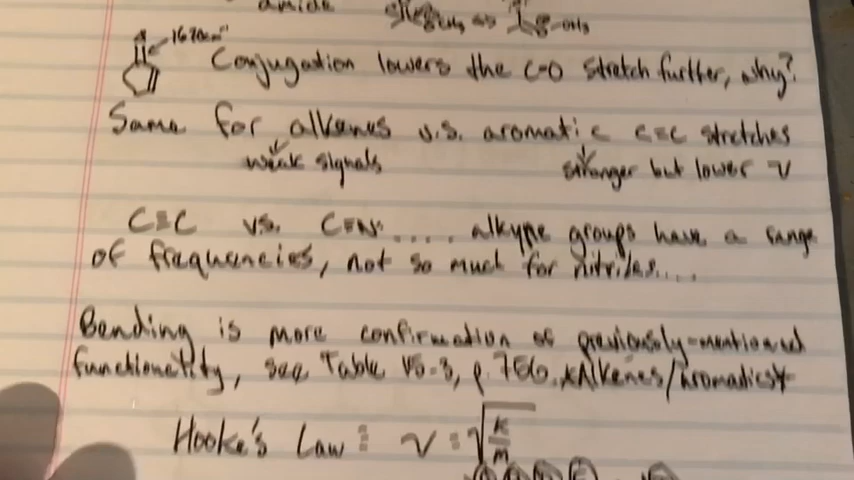 amide
1670cm⁻¹ Conjugation lowers the C=O stretch further, why?
Same for alkenes v.s. aromatic C=C stretches
weak signals stronger but lower ν
C≡C vs. C≡N: .... alkyne groups have a range
of frequencies, not so much for nitriles....
Bending is more confirmation of previously-mentioned
functionality, see Table 15-3, p. 756. *Alkenes/Aromatics*
Hooke's Law: ν = √k/m